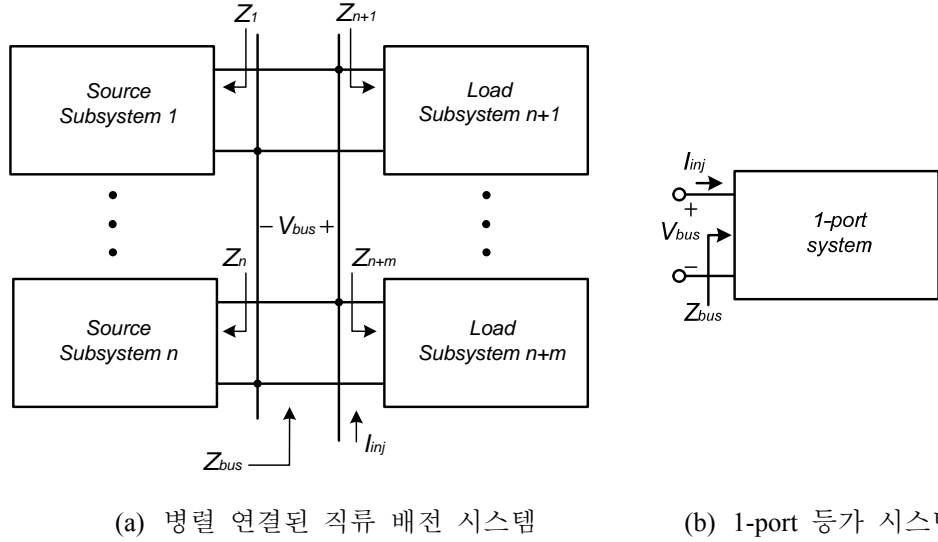 Z1
Zn+1
Source
Subsystem 1
Load
Subsystem n+1
− Vbus +
Zn
Zn+m
Source
Subsystem n
Load
Subsystem n+m
Zbus
Iinj
(a) 병렬 연결된 직류 배전 시스템
Iinj
+
Vbus
−
Zbus
1-port
system
(b) 1-port 등가 시스